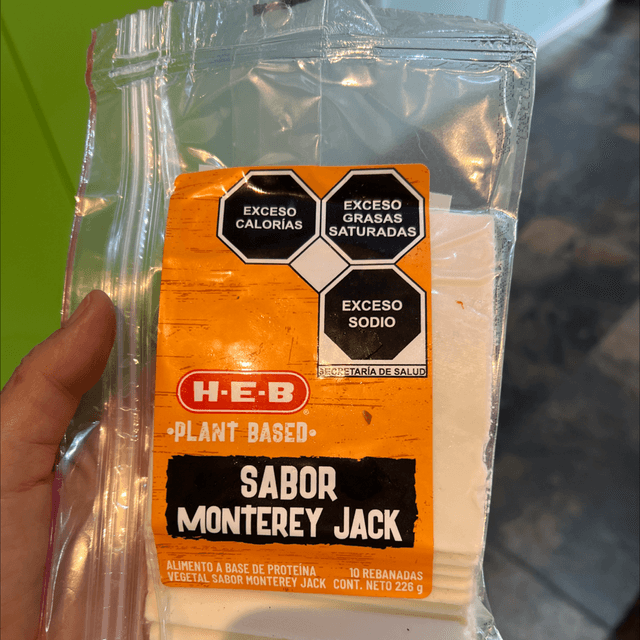 EXCESO
CALORÍAS
EXCESO
GRASAS
SATURADAS
EXCESO
SODIO
SECRETARÍA DE SALUD
H-E-B
•PLANT BASED•
SABOR
MONTEREY JACK
ALIMENTO A BASE DE PROTEÍNA
VEGETAL SABOR MONTEREY JACK
10 REBANADAS
CONT. NETO 226 g